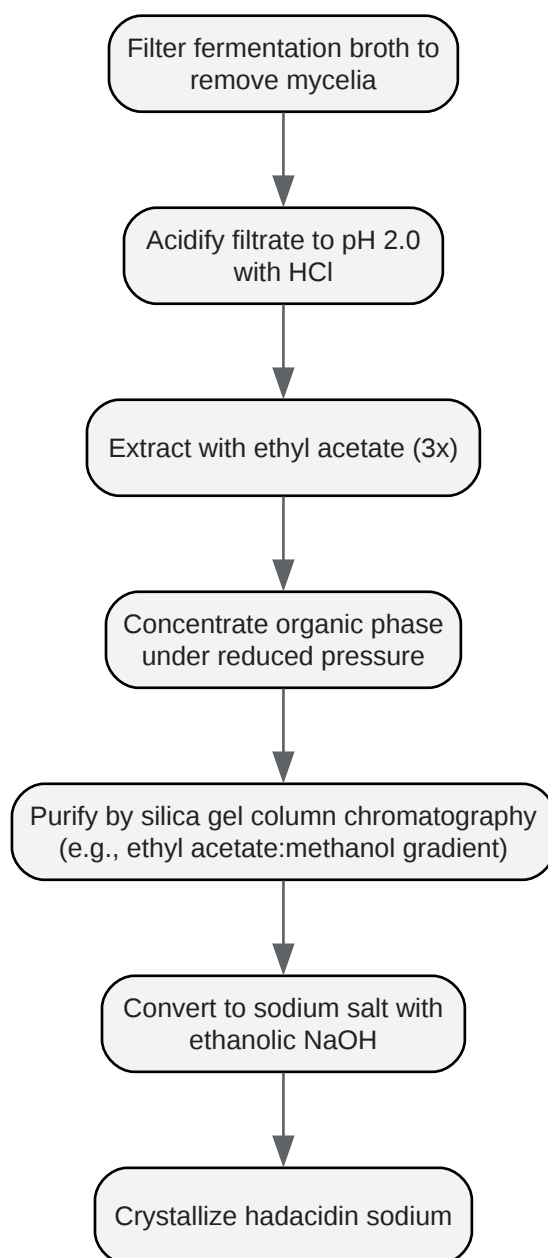 Filter fermentation broth to
remove mycelia
Acidify filtrate to pH 2.0
with HCl
Extract with ethyl acetate (3x)
Concentrate organic phase
under reduced pressure
Purify by silica gel column chromatography
(e.g., ethyl acetate:methanol gradient)
Convert to sodium salt with
ethanolic NaOH
Crystallize hadacidin sodium